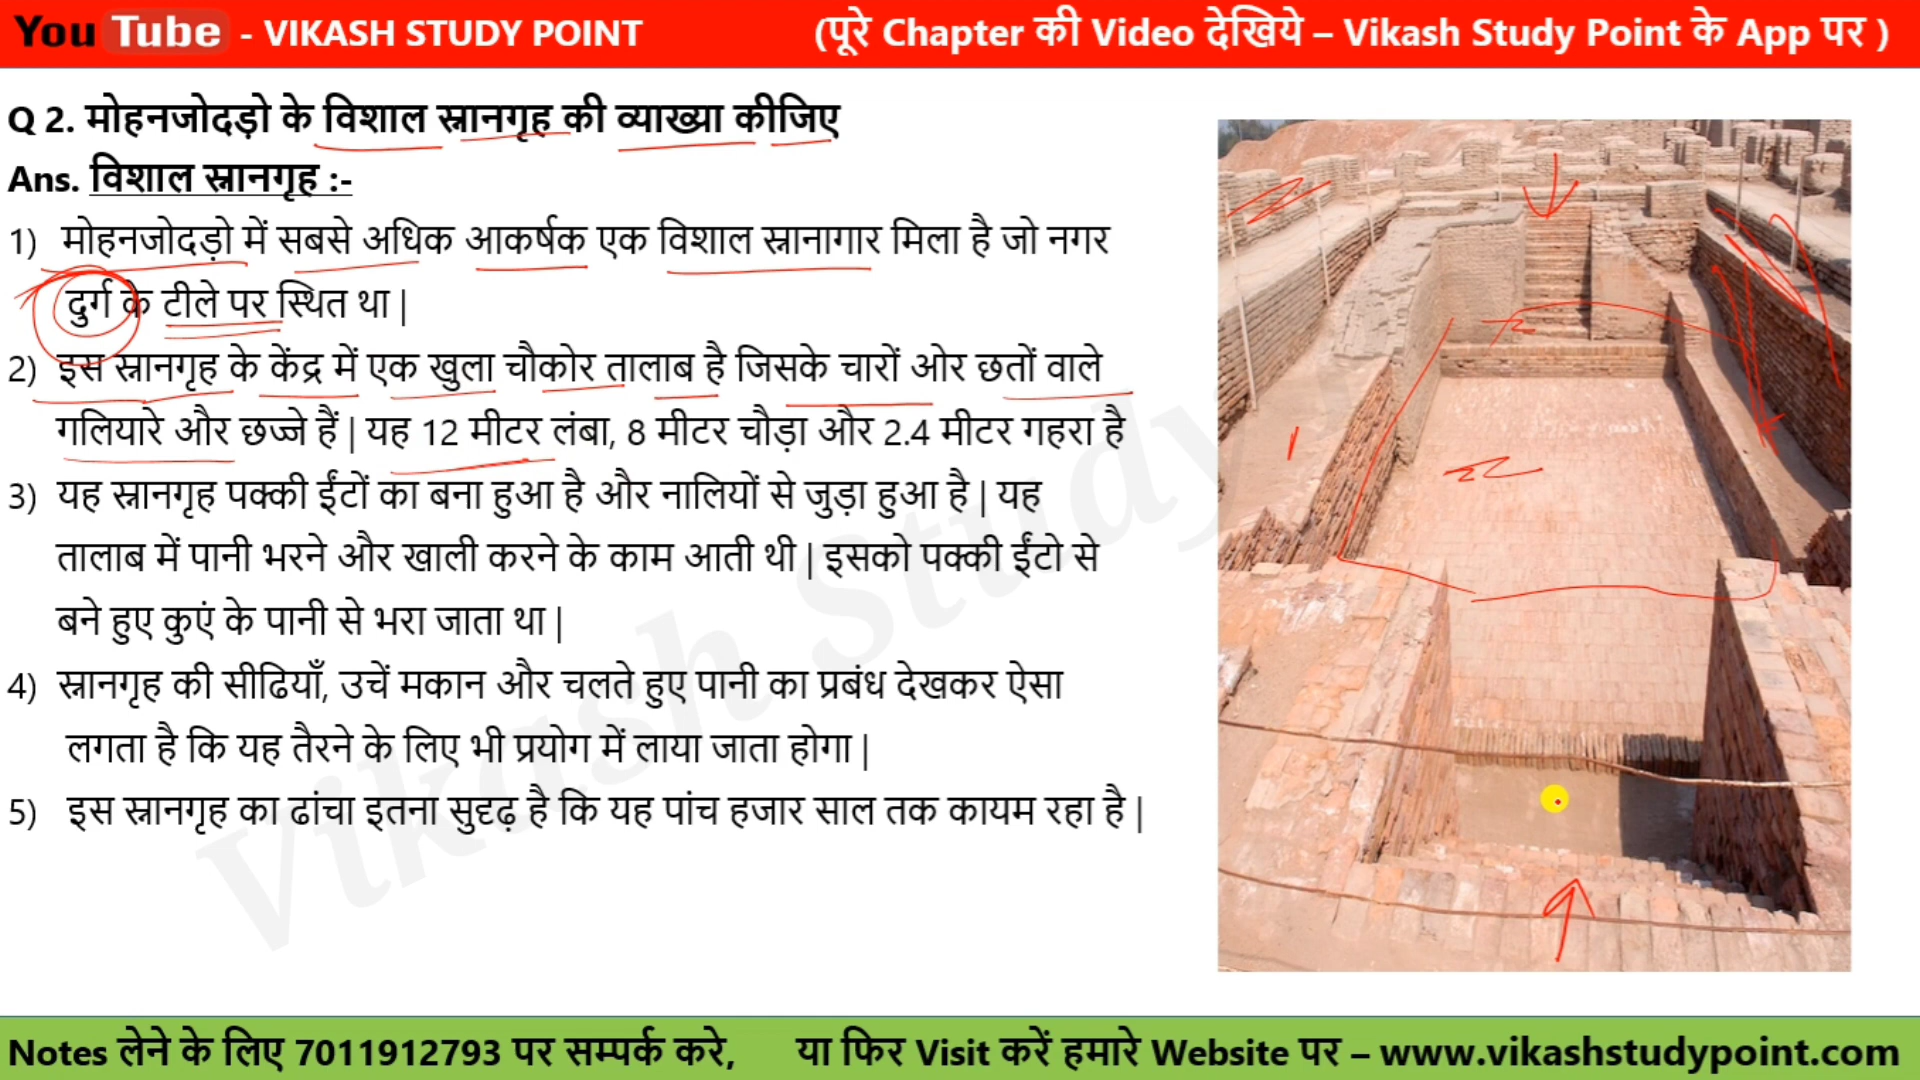 You Tube - VIKASH STUDY POINT (पूरे Chapter की Video देखिये – Vikash Study Point के App पर )
Q 2. मोहनजोदड़ो के विशाल स्नानगृह की व्याख्या कीजिए
Ans. विशाल स्नानगृह :-
1) मोहनजोदड़ो में सबसे अधिक आकर्षक एक विशाल स्नानागार मिला है जो नगर
दुर्ग के टीले पर स्थित था |
2) इस स्नानगृह के केंद्र में एक खुला चौकोर तालाब है जिसके चारों ओर छतों वाले
गलियारे और छज्जे हैं | यह 12 मीटर लंबा, 8 मीटर चौड़ा और 2.4 मीटर गहरा है
3) यह स्नानगृह पक्की ईंटों का बना हुआ है और नालियों से जुड़ा हुआ है | यह
तालाब में पानी भरने और खाली करने के काम आती थी | इसको पक्की ईंटो से
बने हुए कुएं के पानी से भरा जाता था |
4) स्नानगृह की सीढियाँ, उचें मकान और चलते हुए पानी का प्रबंध देखकर ऐसा
लगता है कि यह तैरने के लिए भी प्रयोग में लाया जाता होगा |
5) इस स्नानगृह का ढांचा इतना सुदृढ़ है कि यह पांच हजार साल तक कायम रहा है |
Vikash Study
Notes लेने के लिए 7011912793 पर सम्पर्क करे, या फिर Visit करें हमारे Website पर – www.vikashstudypoint.com